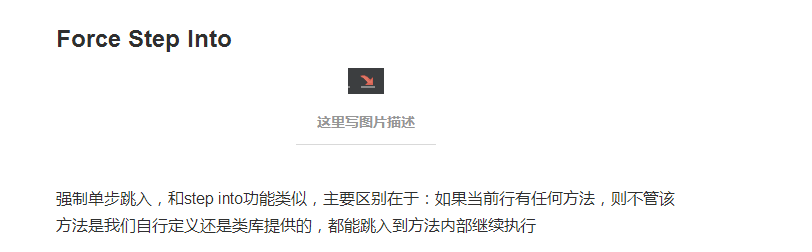 Force Step Into
这里写图片描述
强制单步跳入，和step into功能类似，主要区别在于：如果当前行有任何方法，则不管该
方法是我们自行定义还是类库提供的，都能跳入到方法内部继续执行